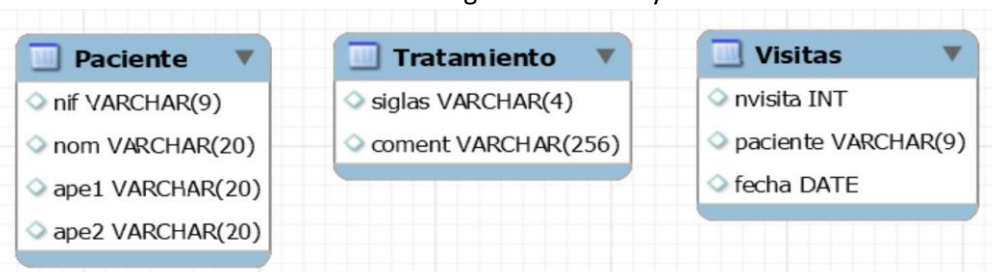 Paciente
nif VARCHAR(9)
nom VARCHAR(20)
ape1 VARCHAR(20)
ape2 VARCHAR(20)
Tratamiento
siglas VARCHAR(4)
coment VARCHAR(256)
Visitas
nvisita INT
paciente VARCHAR(9)
fecha DATE